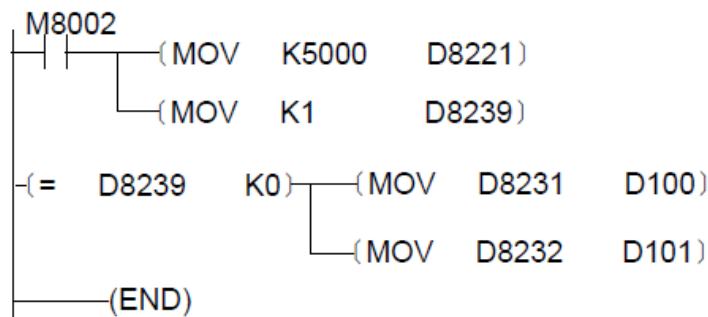 M8002
(MOV K5000 D8221)
(MOV K1 D8239)
(= D8239 K0) (MOV D8231 D100)
(MOV D8232 D101)
(END)